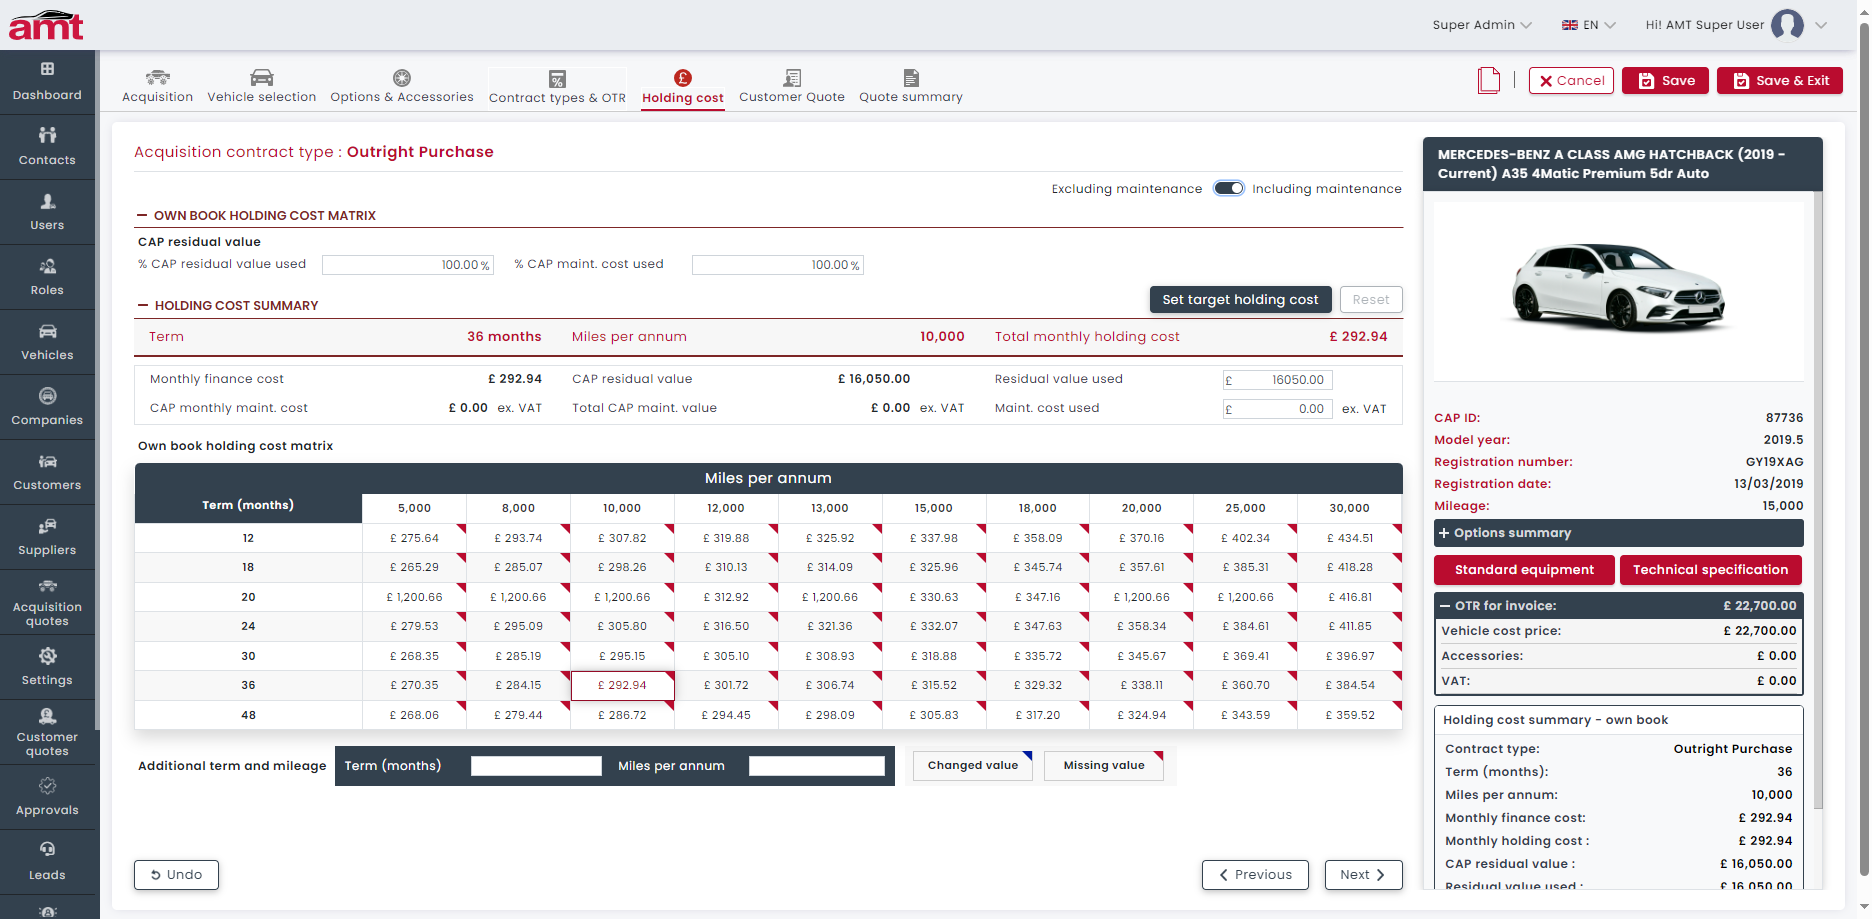 amt
Super Admin
EN
Hi! AMT Super User
Dashboard
Contacts
Users
Roles
Vehicles
Companies
Customers
Suppliers
Acquisition
quotes
Settings
Customer
quotes
Approvals
Leads
Acquisition
Vehicle selection
Options & Accessories
Contract types & OTR
Holding cost
Customer Quote
Quote summary
Cancel
Save
Save & Exit
Acquisition contract type : Outright Purchase
Excluding maintenance Including maintenance
OWN BOOK HOLDING COST MATRIX
CAP residual value
% CAP residual value used 100.00 % % CAP maint. cost used 100.00 %
HOLDING COST SUMMARY
Set target holding cost Reset
Term 36 months Miles per annum 10,000 Total monthly holding cost £ 292.94
Monthly finance cost £ 292.94 CAP residual value £ 16,050.00 Residual value used £ 16050.00
CAP monthly maint. cost £ 0.00 ex. VAT Total CAP maint. value £ 0.00 ex. VAT Maint. cost used £ 0.00 ex. VAT
Own book holding cost matrix
Miles per annum
Term (months) 5,000 8,000 10,000 12,000 13,000 15,000 18,000 20,000 25,000 30,000
12 £ 275.64 £ 293.74 £ 307.82 £ 319.88 £ 325.92 £ 337.98 £ 358.09 £ 370.16 £ 402.34 £ 434.51
18 £ 265.29 £ 285.07 £ 298.26 £ 310.13 £ 314.09 £ 325.96 £ 345.74 £ 357.61 £ 385.31 £ 418.28
20 £ 1,200.66 £ 1,200.66 £ 1,200.66 £ 312.92 £ 1,200.66 £ 330.63 £ 347.16 £ 1,200.66 £ 1,200.66 £ 416.81
24 £ 279.53 £ 295.09 £ 305.80 £ 316.50 £ 321.36 £ 332.07 £ 347.63 £ 358.34 £ 384.61 £ 411.85
30 £ 268.35 £ 285.19 £ 295.15 £ 305.10 £ 308.93 £ 318.88 £ 335.72 £ 345.67 £ 369.41 £ 396.97
36 £ 270.35 £ 284.15 £ 292.94 £ 301.72 £ 306.74 £ 315.52 £ 329.32 £ 338.11 £ 360.70 £ 384.54
48 £ 268.06 £ 279.44 £ 286.72 £ 294.45 £ 298.09 £ 305.83 £ 317.20 £ 324.94 £ 343.59 £ 359.52
Additional term and mileage Term (months) Miles per annum Changed value Missing value
Undo
Previous
Next
MERCEDES-BENZ A CLASS AMG HATCHBACK (2019 -
Current) A35 4Matic Premium 5dr Auto
CAP ID: 87736
Model year: 2019.5
Registration number: GY19XAG
Registration date: 13/03/2019
Mileage: 15,000
+ Options summary
Standard equipment Technical specification
OTR for invoice: £ 22,700.00
Vehicle cost price: £ 22,700.00
Accessories: £ 0.00
VAT: £ 0.00
Holding cost summary - own book
Contract type: Outright Purchase
Term (months): 36
Miles per annum: 10,000
Monthly finance cost: £ 292.94
Monthly holding cost : £ 292.94
CAP residual value : £ 16,050.00
Residual value used : £ 16,050.00